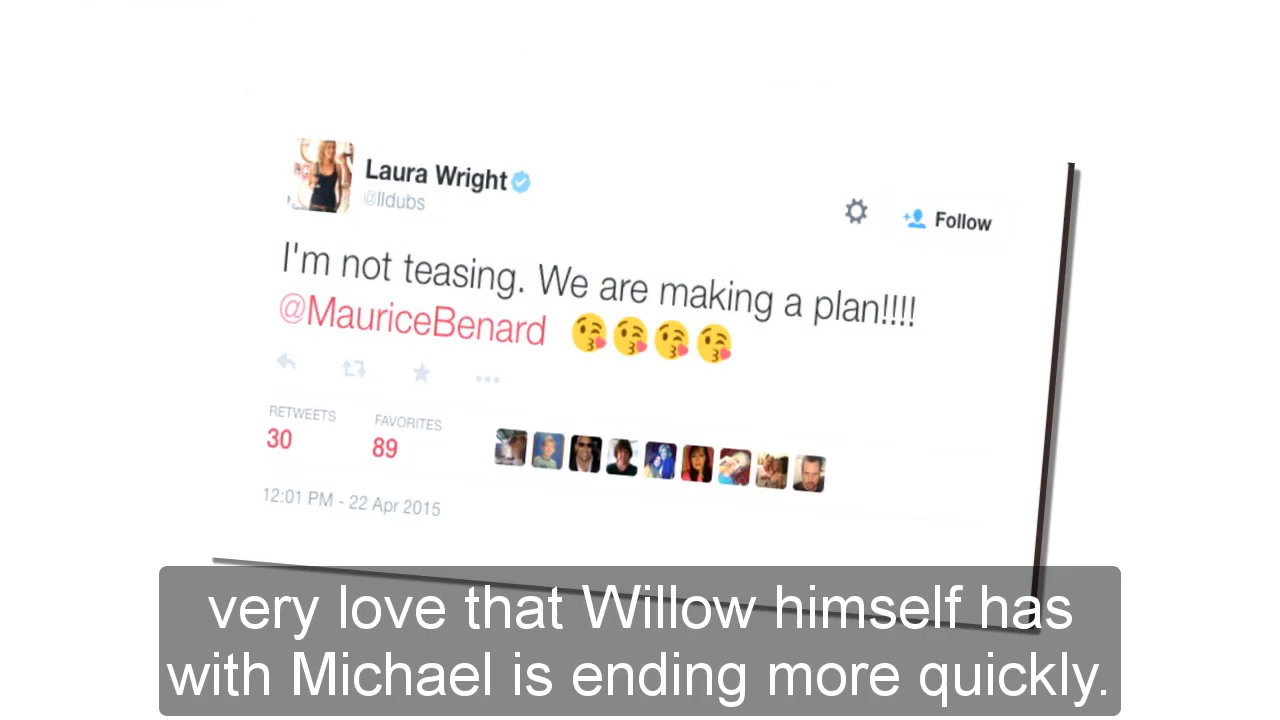 Laura Wright
@lldubs
Follow
I'm not teasing. We are making a plan!!!!
@MauriceBenard 😘😘😘😘
RETWEETS FAVORITES
30 89
12:01 PM - 22 Apr 2015
very love that Willow himself has
with Michael is ending more quickly.